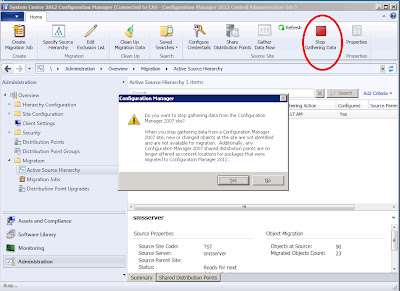 System Center 2012 Configuration Manager (Connected to CAS - Configuration Manager 2012 Central Administration Site)
Home
Create Migration Job
Specify Source Hierarchy
Edit Exclusion List
Clean Up Migration Data
Saved Searches
Configure Credentials
Share Distribution Points
Gather Data Now
Refresh
Stop Gathering Data
Properties
Create
Migration
Clean Up
Search
Source Site
Properties
Administration
Overview
Migration
Active Source Hierarchy
Administration
Overview
Hierarchy Configuration
Site Configuration
Client Settings
Security
Distribution Points
Distribution Point Groups
Migration
Active Source Hierarchy
Migration Jobs
Distribution Point Upgrades
Assets and Compliance
Software Library
Monitoring
Administration
Active Source Hierarchy 1 items
Search
Search
Add Criteria
Gathering Action
Configured
Source Paren
17 AM
Yes
Configuration Manager
Do you want to stop gathering data from the Configuration Manager 2007 site?
When you stop gathering data from a Configuration Manager 2007 site, new or changed objects at the site are not identified and are not available for migration. Additionally, any Configuration Manager 2007 shared distribution points are no longer offered as content locations for packages that were migrated to Configuration Manager 2012.
Yes
No
smsserver
Source Properties
Source Site Code: TST
Source Server: smsserver
Source Parent Site:
Status: Ready for next
Object Migration
Objects at Source: 90
Migrated Objects Count: 23
Summary
Shared Distribution Points
Busy...